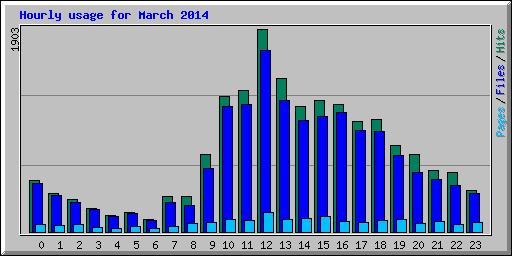 Hourly usage for March 2014
1903
Pages/Files/Hits
0 1 2 3 4 5 6 7 8 9 10 11 12 13 14 15 16 17 18 19 20 21 22 23